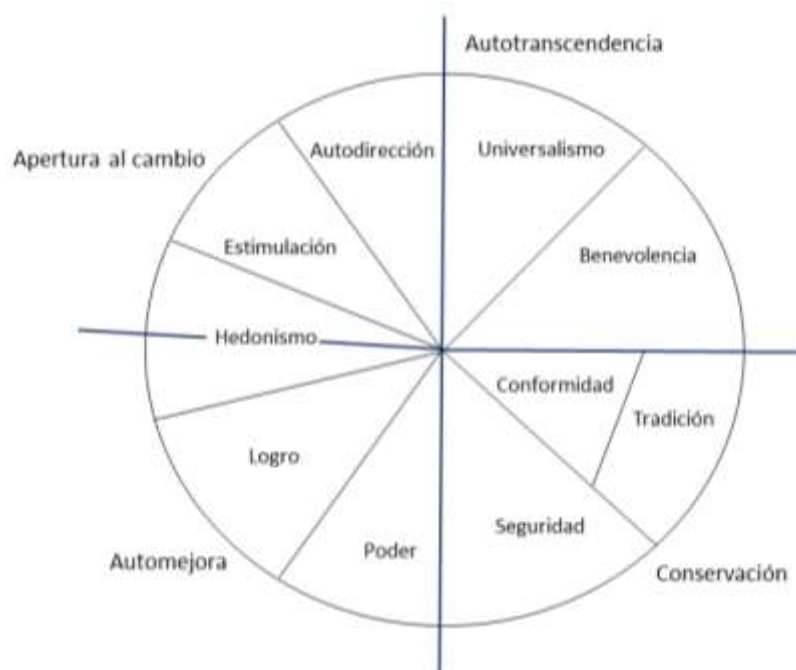 Autotranscendencia
Apertura al cambio
Autodirección
Universalismo
Estimulación
Benevolencia
Hedonismo
Conformidad
Tradición
Logro
Seguridad
Poder
Automejora
Conservación